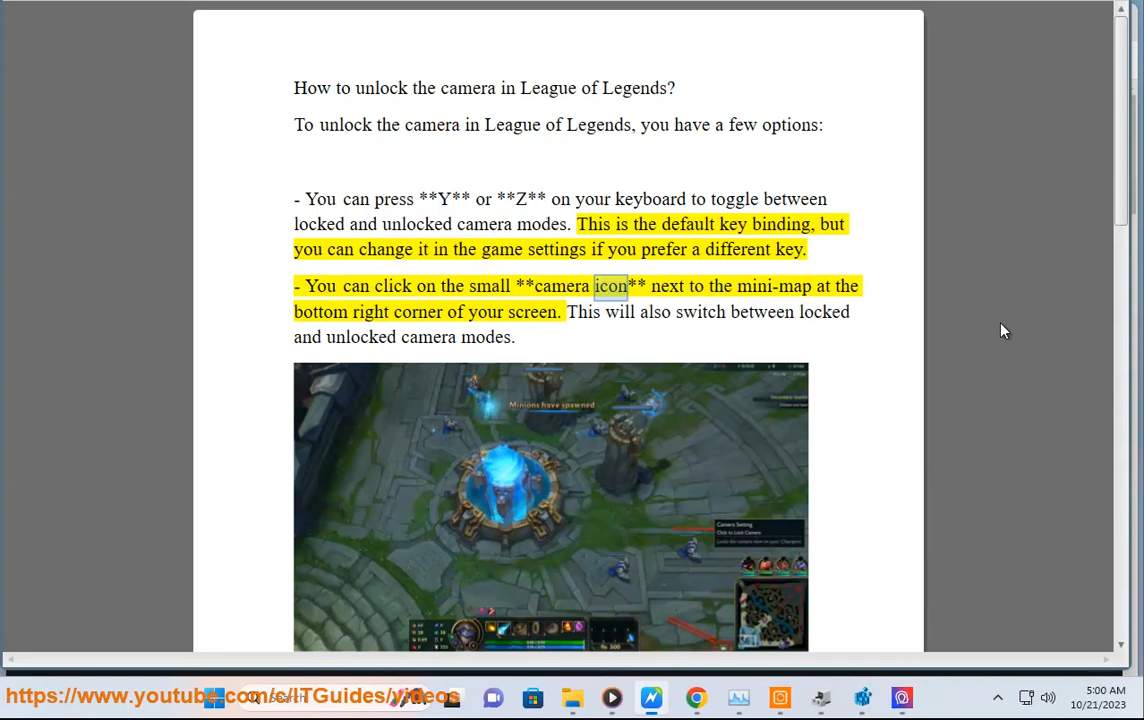 How to unlock the camera in League of Legends?
To unlock the camera in League of Legends, you have a few options:
- You can press **Y** or **Z** on your keyboard to toggle between
locked and unlocked camera modes. This is the default key binding, but
you can change it in the game settings if you prefer a different key.
- You can click on the small **camera icon** next to the mini-map at the
bottom right corner of your screen. This will also switch between locked
and unlocked camera modes.
Minions have spawned
Camera Setting
Click to Lock Camera
https://www.youtube.com/c/ITGuides/videos
Search
5:00 AM
10/21/2023